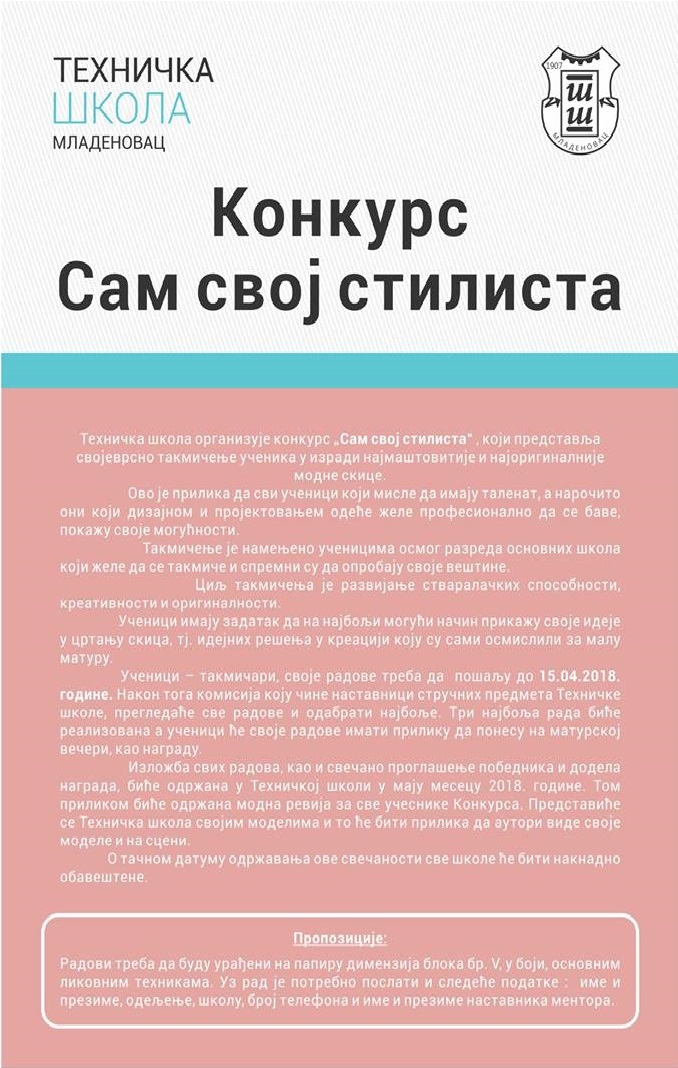 ТЕХНИЧКА
ШКОЛА
МЛАДЕНОВАЦ
1907
Ш
Ш
МЛАДЕНОВАЦ
Конкурс
Сам свој стилиста
Техничка школа организује конкурс „Сам свој стилиста“ , који представља
својеврсно такмичење ученика у изради најмаштовитије и најоригиналније
модне скице.
Ово је прилика да сви ученици који мисле да имају таленат, а нарочито
они који дизајном и пројектовањем одеће желе професионално да се баве,
покажу своје могућности.
Такмичење је намењено ученицима осмог разреда основних школа
који желе да се такмиче и спремни су да опробају своје вештине.
Циљ такмичења је развијање стваралачких способности,
креативности и оригиналности.
Ученици имају задатак да на најбољи могући начин прикажу своје идеје
у цртању скица, тј. идејних решења у креацији коју су сами осмислили за малу
матуру.
Ученици – такмичари, своје радове треба да пошаљу до 15.04.2018.
године. Након тога комисија коју чине наставници стручних предмета Техничке
школе, прегледаће све радове и одабрати најбоље. Три најбоља рада биће
реализована а ученици ће своје радове имати прилику да понесу на матурској
вечери, као награду.
Изложба свих радова, као и свечано проглашење победника и додела
награда, биће одржана у Техничкој школи у мају месецу 2018. године. Том
приликом биће одржана модна ревија за све учеснике Конкурса. Представиће
се Техничка школа својим моделима и то ће бити прилика да аутори виде своје
моделе и на сцени.
О тачном датуму одржавања ове свечаности све школе ће бити накнадно
обавештене.
Пропозиције:
Радови треба да буду урађени на папиру димензија блока бр. V, у боји, основним
ликовним техникама. Уз рад је потребно послати и следеће податке : име и
презиме, одељење, школу, број телефона и име и презиме наставника ментора.